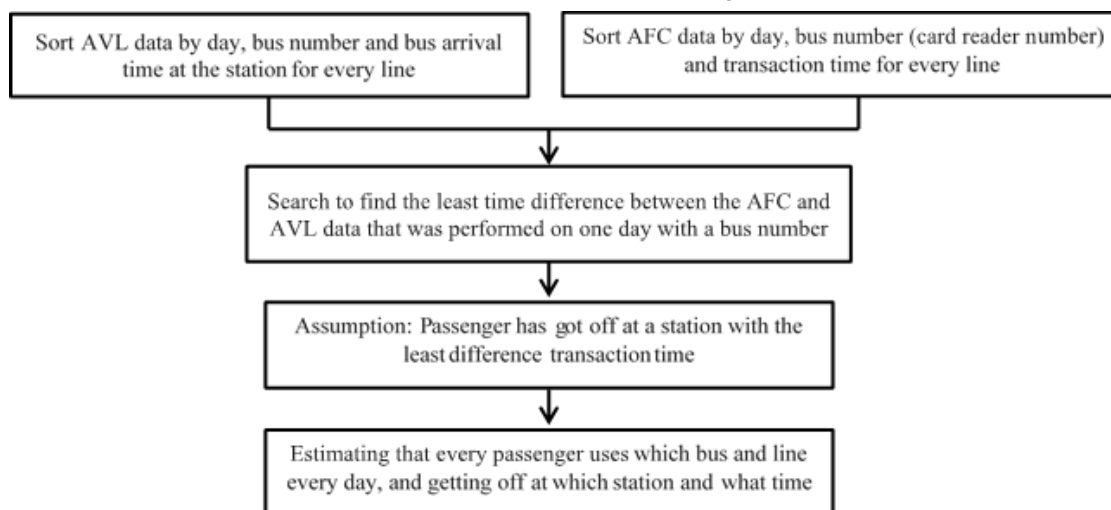 Sort AVL data by day, bus number and bus arrival
time at the station for every line
Sort AFC data by day, bus number (card reader number)
and transaction time for every line
Search to find the least time difference between the AFC and
AVL data that was performed on one day with a bus number
Assumption: Passenger has got off at a station with the
least difference transaction time
Estimating that every passenger uses which bus and line
every day, and getting off at which station and what time